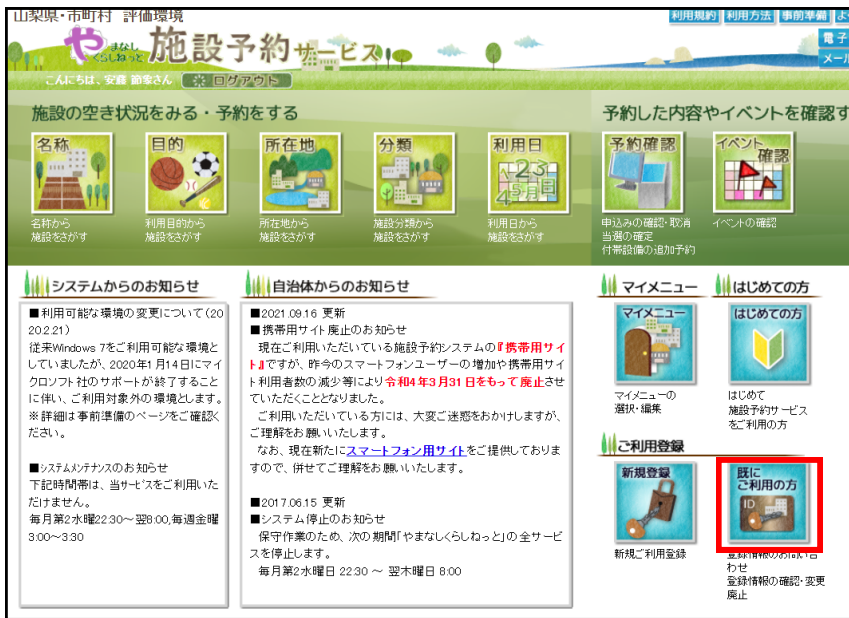 山梨県・市町村 評価環境
利用規約 利用方法 事前準備 よ
やまなしくらしねっと 施設予約サービス
電子
メール
こんにちは、安藤 節家さん ログアウト
施設の空き状況をみる・予約をする
予約した内容やイベントを確認す
名称
目的
所在地
分類
利用日
予約確認
イベント確認
名称から
施設をさがす
利用目的から
施設をさがす
所在地から
施設をさがす
施設分類から
施設をさがす
利用日から
施設をさがす
申込みの確認・取消
当選の確定
付帯設備の追加予約
イベントの確認
システムからのお知らせ
■利用可能な環境の変更について(20
20.2.21)
従来Windows 7をご利用可能な環境と
していましたが、2020年1月14日にマイ
クロソフト社のサポートが終了すること
に伴い、ご利用対象外の環境とします。
※詳細は事前準備のページをご確認く
ださい。
■システムメンテナンスのお知らせ
下記時間帯は、当サービスをご利用いた
だけません。
毎月第2水曜22:30～翌8:00,毎週金曜
3:00～3:30
自治体からのお知らせ
■2021.09.16 更新
■携帯用サイト廃止のお知らせ
現在ご利用いただいている施設予約システムの『携帯用サイ
ト』ですが、昨今のスマートフォンユーザーの増加や携帯用サイ
ト利用者数の減少等により令和4年3月31日をもって廃止させ
ていただくこととなりました。
ご利用いただいている方には、大変ご迷惑をおかけしますが、
ご理解をお願いいたします。
なお、現在新たにスマートフォン用サイトをご提供しておりま
すので、併せてご理解をお願いいたします。
■2017.06.15 更新
■システム停止のお知らせ
保守作業のため、次の期間「やまなしくらしねっと」の全サービ
スを停止します。
毎月第2水曜日 22:30 ～ 翌木曜日 8:00
マイメニュー
マイメニュー
マイメニューの
選択・編集
はじめての方
はじめての方
はじめて
施設予約サービス
をご利用の方
ご利用登録
新規登録
新規ご利用登録
既に
ご利用の方
ID
登録情報のお問い合
わせ
登録情報の確認・変更
廃止